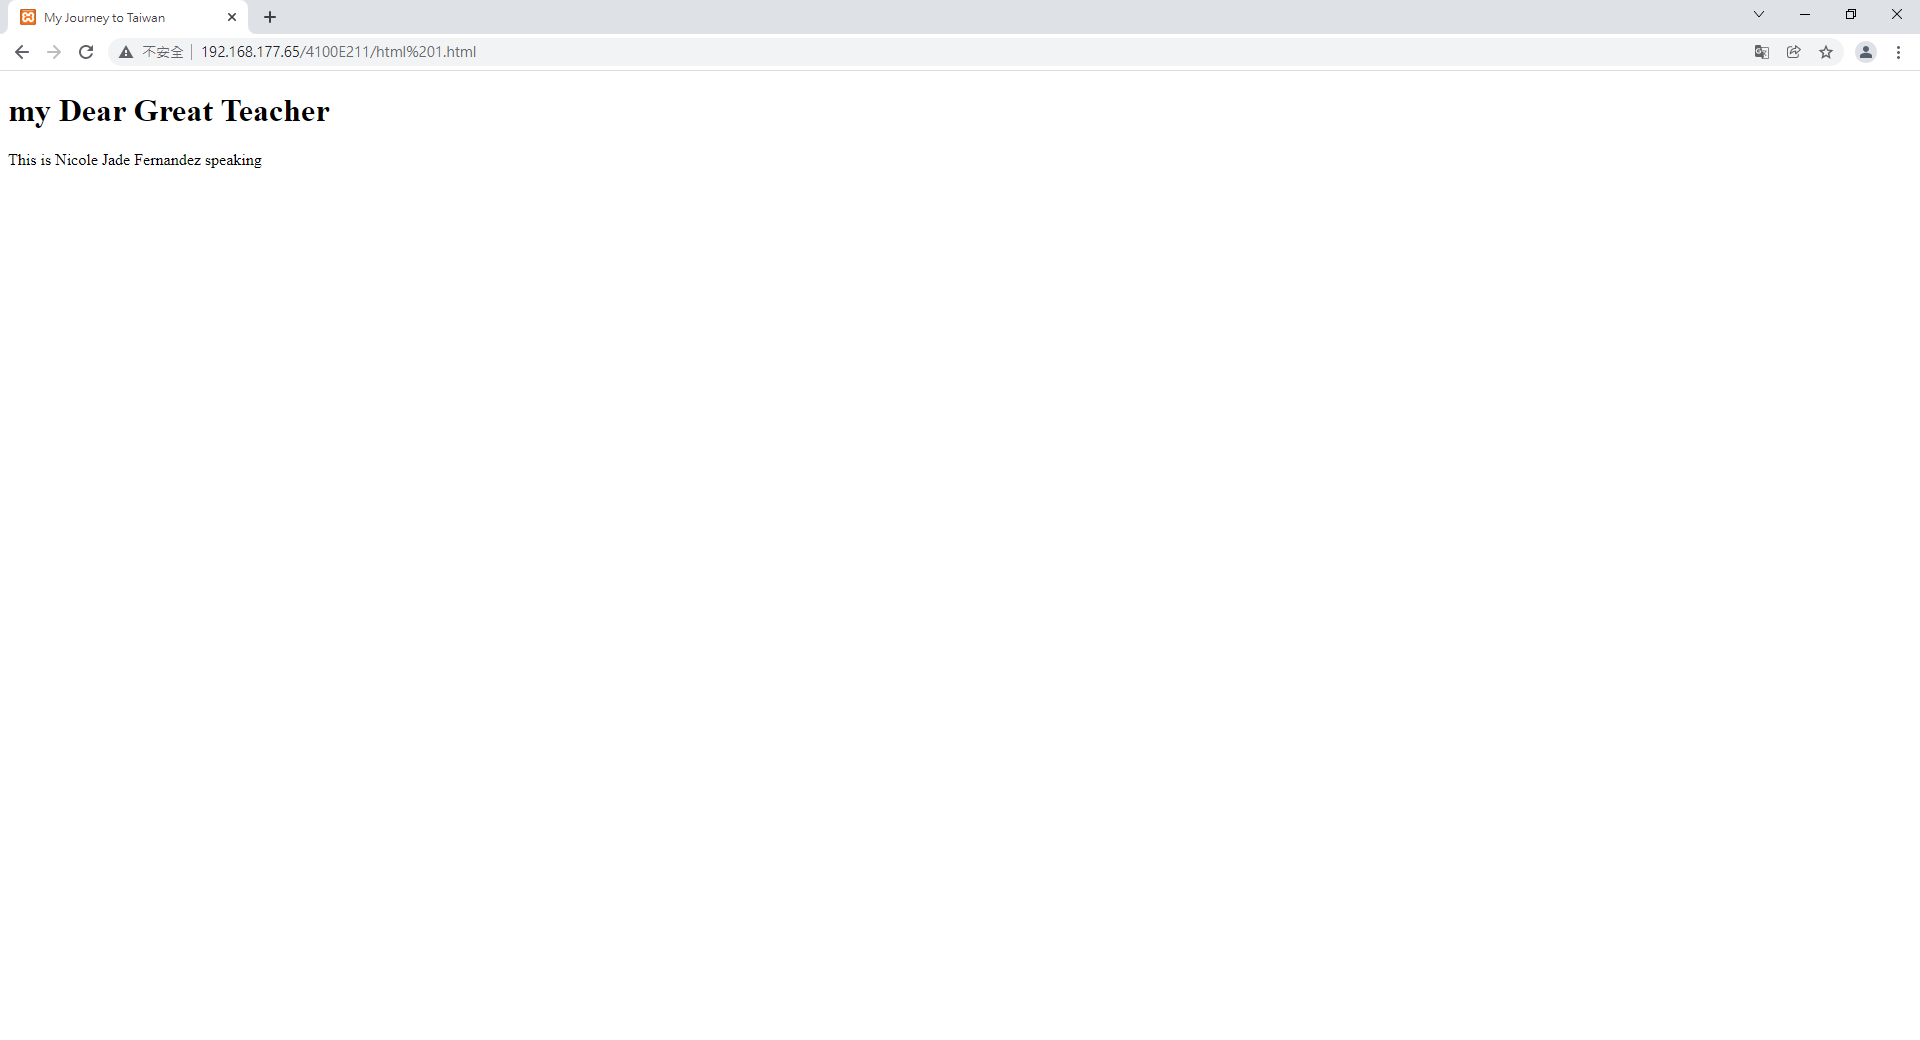 My Journey to Taiwan
不安全 192.168.177.65/4100E211/html%201.html
my Dear Great Teacher
This is Nicole Jade Fernandez speaking